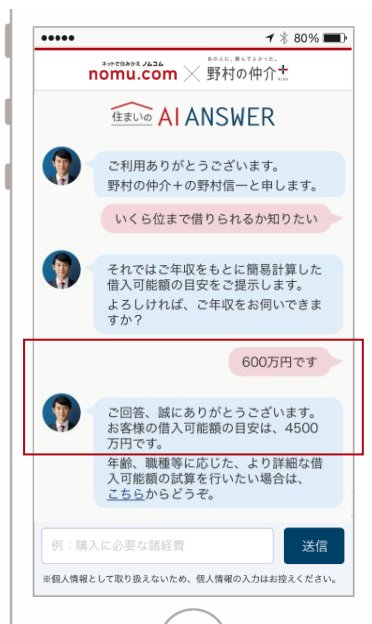 80%
ネットで住みかえ ノムコム
nomu.com
あの人に、頼んでよかった。
野村の仲介+
PLUS
住まいの AI ANSWER
ご利用ありがとうございます。
野村の仲介+の野村信一と申します。
いくら位まで借りられるか知りたい
それではご年収をもとに簡易計算した
借入可能額の目安をご提示します。
よろしければ、ご年収をお伺いできま
すか？
600万円です
ご回答、誠にありがとうございます。
お客様の借入可能額の目安は、4500
万円です。
年齢、職種等に応じた、より詳細な借
入可能額の試算を行いたい場合は、
こちらからどうぞ。
例：購入に必要な諸経費
送信
※個人情報として取り扱えないため、個人情報の入力はお控えください。